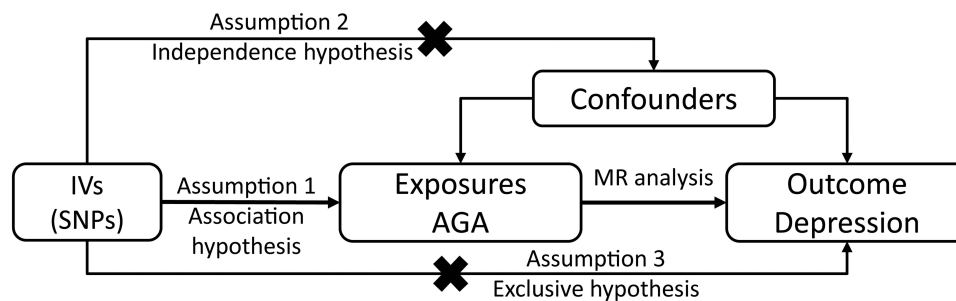 Assumption 2
Independence hypothesis
Confounders
IVs
(SNPs)
Assumption 1
Association
hypothesis
Exposures
AGA
MR analysis
Outcome
Depression
Assumption 3
Exclusive hypothesis